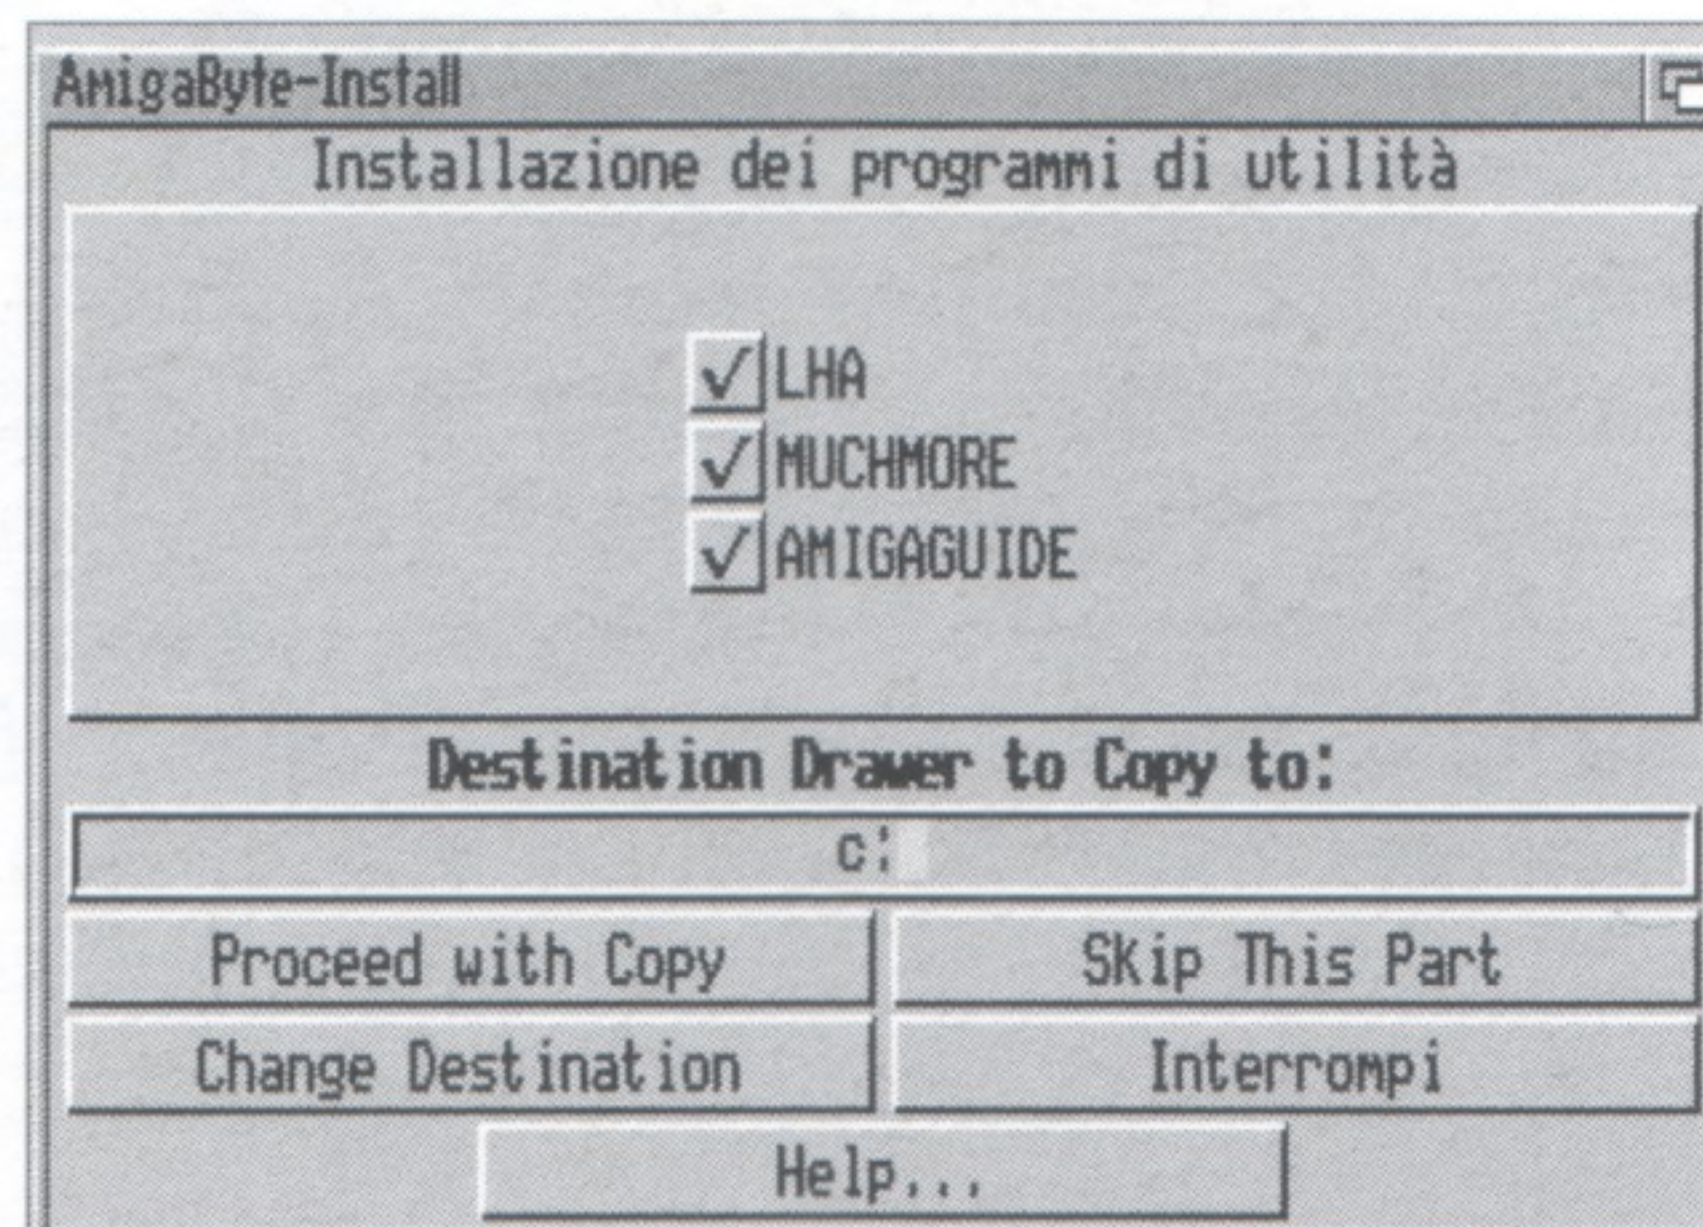 AmigaByte-Install
Installazione dei programmi di utilità
LHA
MUCHMORE
AMIGAGUIDE
Destination Drawer to Copy to:
c:
Proceed with Copy
Skip This Part
Change Destination
Interrompi
Help...